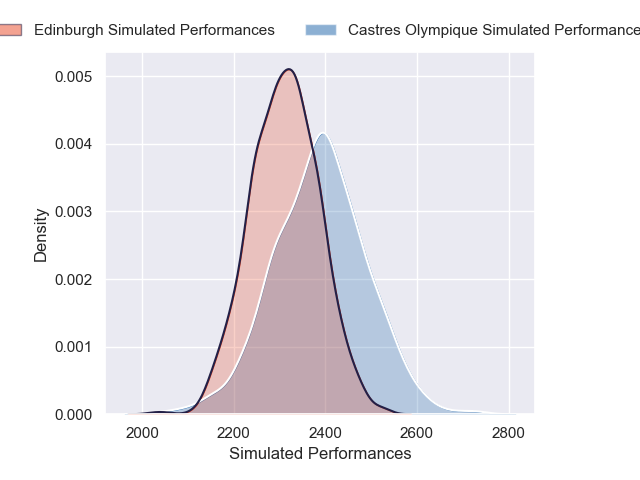 Edinburgh Simulated Performances Castres Olympique Simulated Performance
0.005
0.004
0.003
0.002
0.001
0.000
Density
2000 2200 2400 2600 2800
Simulated Performances